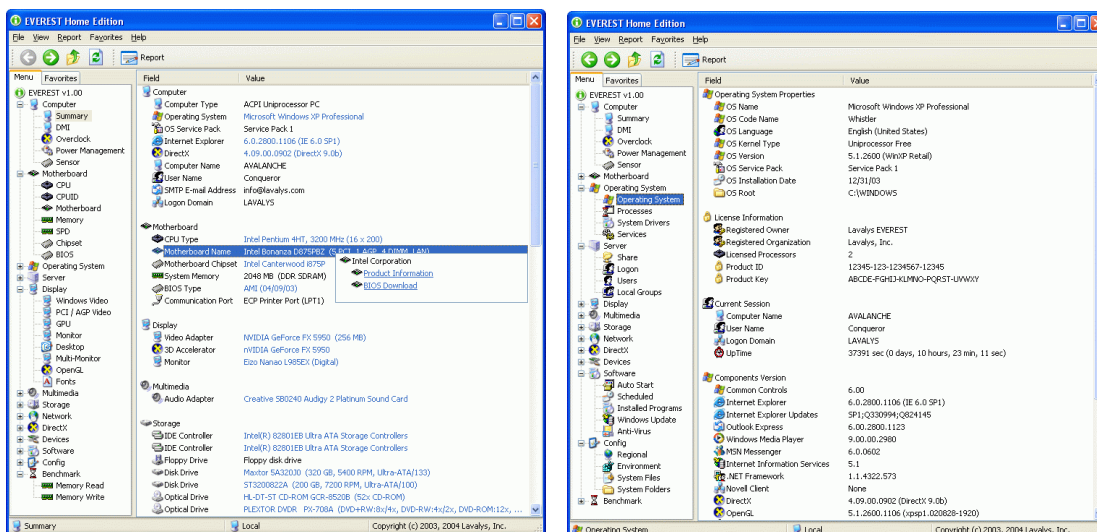 EVEREST Home Edition
File View Report Favorites Help
Report
Menu Favorites
EVEREST v1.00
Computer
Summary
DMI
Overclock
Power Management
Sensor
Motherboard
CPU
CPUID
Motherboard
Memory
SPD
Chipset
BIOS
Operating System
Server
Display
Windows Video
PCI / AGP Video
GPU
Monitor
Desktop
Multi-Monitor
OpenGL
Fonts
Multimedia
Storage
Network
DirectX
Devices
Software
Config
Benchmark
Memory Read
Memory Write
Field Value
Computer
Computer Type ACPI Uniprocessor PC
Operating System Microsoft Windows XP Professional
OS Service Pack Service Pack 1
Internet Explorer 6.0.2800.1106 (IE 6.0 SP1)
DirectX 4.09.00.0902 (DirectX 9.0b)
Computer Name AVALANCHE
User Name Conqueror
SMTP E-mail Address info@lavalys.com
Logon Domain LAVALYS
Motherboard
CPU Type Intel Pentium 4HT, 3200 MHz (16 x 200)
Motherboard Name Intel Bonanza D875PBZ (5 PCI, 1 AGP, 4 DIMM, LAN)
Motherboard Chipset Intel Canterwood i875P
System Memory 2048 MB (DDR SDRAM)
BIOS Type AMI (04/09/03)
Communication Port ECP Printer Port (LPT1)
Intel Corporation
Product Information
BIOS Download
Display
Video Adapter NVIDIA GeForce FX 5950 (256 MB)
3D Accelerator nVIDIA GeForce FX 5950
Monitor Eizo Nanao L985EX (Digital)
Multimedia
Audio Adapter Creative SB0240 Audigy 2 Platinum Sound Card
Storage
IDE Controller Intel(R) 82801EB Ultra ATA Storage Controllers
IDE Controller Intel(R) 82801EB Ultra ATA Storage Controllers
Floppy Drive Floppy disk drive
Disk Drive Maxtor 5A320J0 (320 GB, 5400 RPM, Ultra-ATA/133)
Disk Drive ST3200822A (200 GB, 7200 RPM, Ultra-ATA/100)
Optical Drive HL-DT-ST CD-ROM GCR-8520B (52x CD-ROM)
Optical Drive PLEXTOR DVDR PX-708A (DVD+RW:8x/4x, DVD-RW:4x/2x, DVD-ROM:12x, ...
Summary Local Copyright (c) 2003, 2004 Lavalys, Inc.
EVEREST Home Edition
File View Report Favorites Help
Report
Menu Favorites
EVEREST v1.00
Computer
Summary
DMI
Overclock
Power Management
Sensor
Motherboard
Operating System
Operating System
Processes
System Drivers
Services
Server
Share
Logon
Users
Local Groups
Display
Multimedia
Storage
Network
DirectX
Devices
Software
Auto Start
Scheduled
Installed Programs
Windows Update
Anti-Virus
Config
Regional
Environment
System Files
System Folders
Benchmark
Field Value
Operating System Properties
OS Name Microsoft Windows XP Professional
OS Code Name Whistler
OS Language English (United States)
OS Kernel Type Uniprocessor Free
OS Version 5.1.2600 (WinXP Retail)
OS Service Pack Service Pack 1
OS Installation Date 12/31/03
OS Root C:\WINDOWS
License Information
Registered Owner Lavalys EVEREST
Registered Organization Lavalys, Inc.
Licensed Processors 2
Product ID 12345-123-1234567-12345
Product Key ABCDE-FGHIJ-KLMNO-PQRST-UVWXY
Current Session
Computer Name AVALANCHE
User Name Conqueror
Logon Domain LAVALYS
UpTime 37391 sec (0 days, 10 hours, 23 min, 11 sec)
Components Version
Common Controls 6.00
Internet Explorer 6.0.2800.1106 (IE 6.0 SP1)
Internet Explorer Updates SP1;Q330994;Q824145
Outlook Express 6.00.2800.1123
Windows Media Player 9.00.00.2980
MSN Messenger 6.0.0602
Internet Information Services 5.1
.NET Framework 1.1.4322.573
Novell Client None
DirectX 4.09.00.0902 (DirectX 9.0b)
OpenGL 5.1.2600.1106 (xpsp1.020828-1920)
Operating System Local Copyright (c) 2003, 2004 Lavalys, Inc.